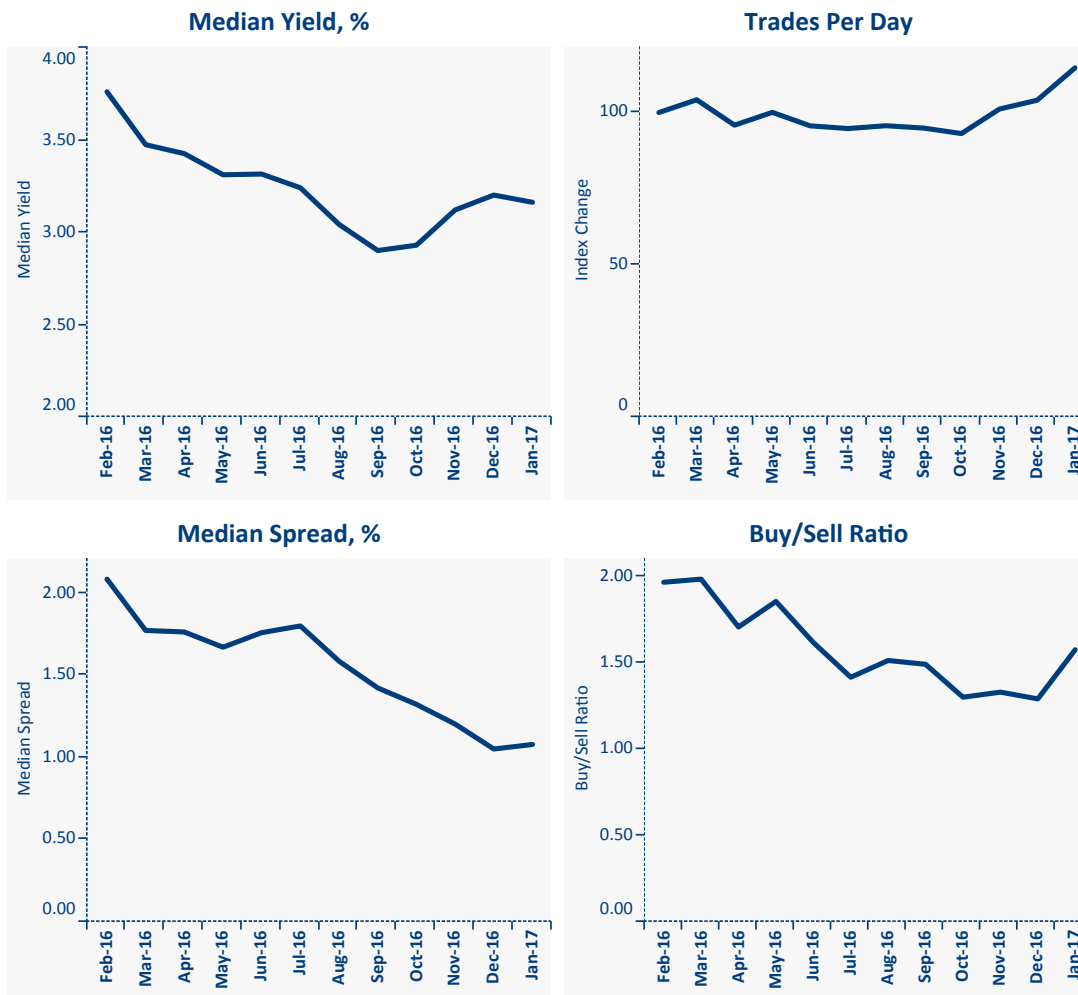 Median Yield, %
4.00
3.50
3.00
2.50
2.00
Median Yield
Feb-16
Mar-16
Apr-16
May-16
Jun-16
Jul-16
Aug-16
Sep-16
Oct-16
Nov-16
Dec-16
Jan-17
Trades Per Day
100
50
0
Index Change
Feb-16
Mar-16
Apr-16
May-16
Jun-16
Jul-16
Aug-16
Sep-16
Oct-16
Nov-16
Dec-16
Jan-17
Median Spread, %
2.00
1.50
1.00
0.50
0.00
Median Spread
Feb-16
Mar-16
Apr-16
May-16
Jun-16
Jul-16
Aug-16
Sep-16
Oct-16
Nov-16
Dec-16
Jan-17
Buy/Sell Ratio
2.00
1.50
1.00
0.50
0.00
Buy/Sell Ratio
Feb-16
Mar-16
Apr-16
May-16
Jun-16
Jul-16
Aug-16
Sep-16
Oct-16
Nov-16
Dec-16
Jan-17